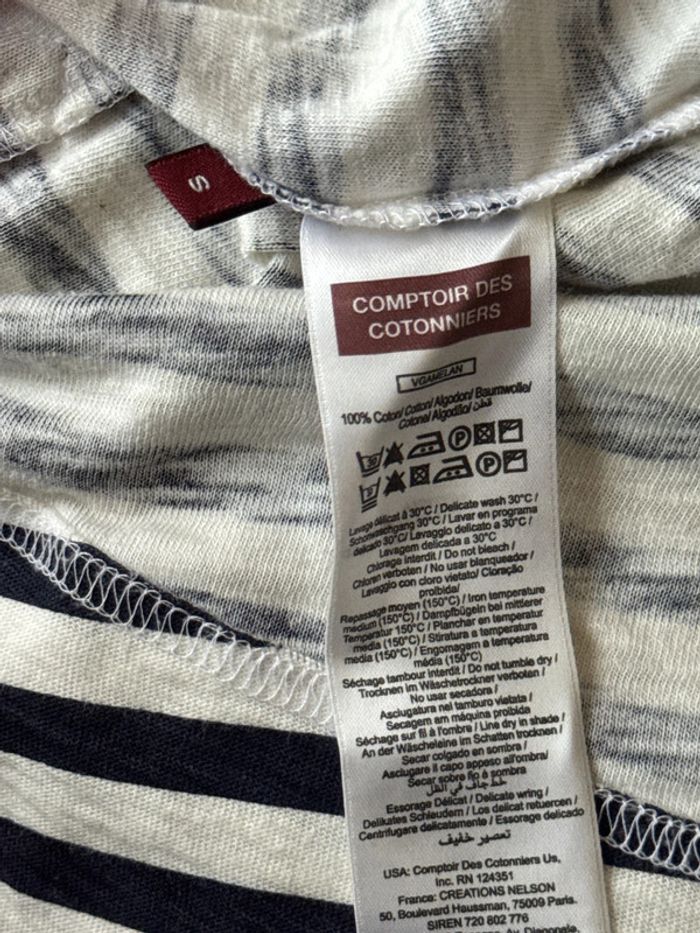 S
COMPTOIR DES
COTONNIERS
VGAMELAN
100% Coton/ Cotton/ Algodon/ Baumwolle/
Cotone/ Algodão/ قطن
30
Lavage délicat à 30°C / Delicate wash 30°C /
Schonwaschgang 30°C / Lavar en programa
delicado 30°C/ Lavaggio delicato a 30°C /
Lavagem delicada a 30°C
Chlorage interdit / Do not bleach /
Chloren verboten / No usar blanqueador/
Lavaggio con cloro vietato/ Cloração
proibida/
Repassage moyen (150°C) / Iron temperature
medium (150°C) / Dampfbügeln bei mittlerer
Temperatur 150°C / Planchar en temperatur
media (150°C) / Stiratura a temperatura
media (150°C) / Engomagem a temperatura
média (150°C)
Séchage tambour interdit / Do not tumble dry /
Trocknen im Wäschetrockner verboten /
No usar secadora /
Asciugatura nel tamburo vietata /
Secagem am máquina proibida
Séchage sur fil à l'ombre / Line dry in shade /
An der Wäscheleine im Schatten trocknen /
Secar colgado en sombra /
Asciugare il capo appeso all'ombra/
Secar sobre fio à sombra
خط جاف في الظل
Essorage Délicat / Delicate wring /
Delikates Schleudern / Los delicat retuercen /
Centrifugare delicatamente / Essorage delicado
تعصير خفيف
USA: Comptoir Des Cotonniers Us,
Inc. RN 124351
France: CREATIONS NELSON
50, Boulevard Haussman, 75009 Paris.
SIREN 720 802 776
Av. Diagonale,